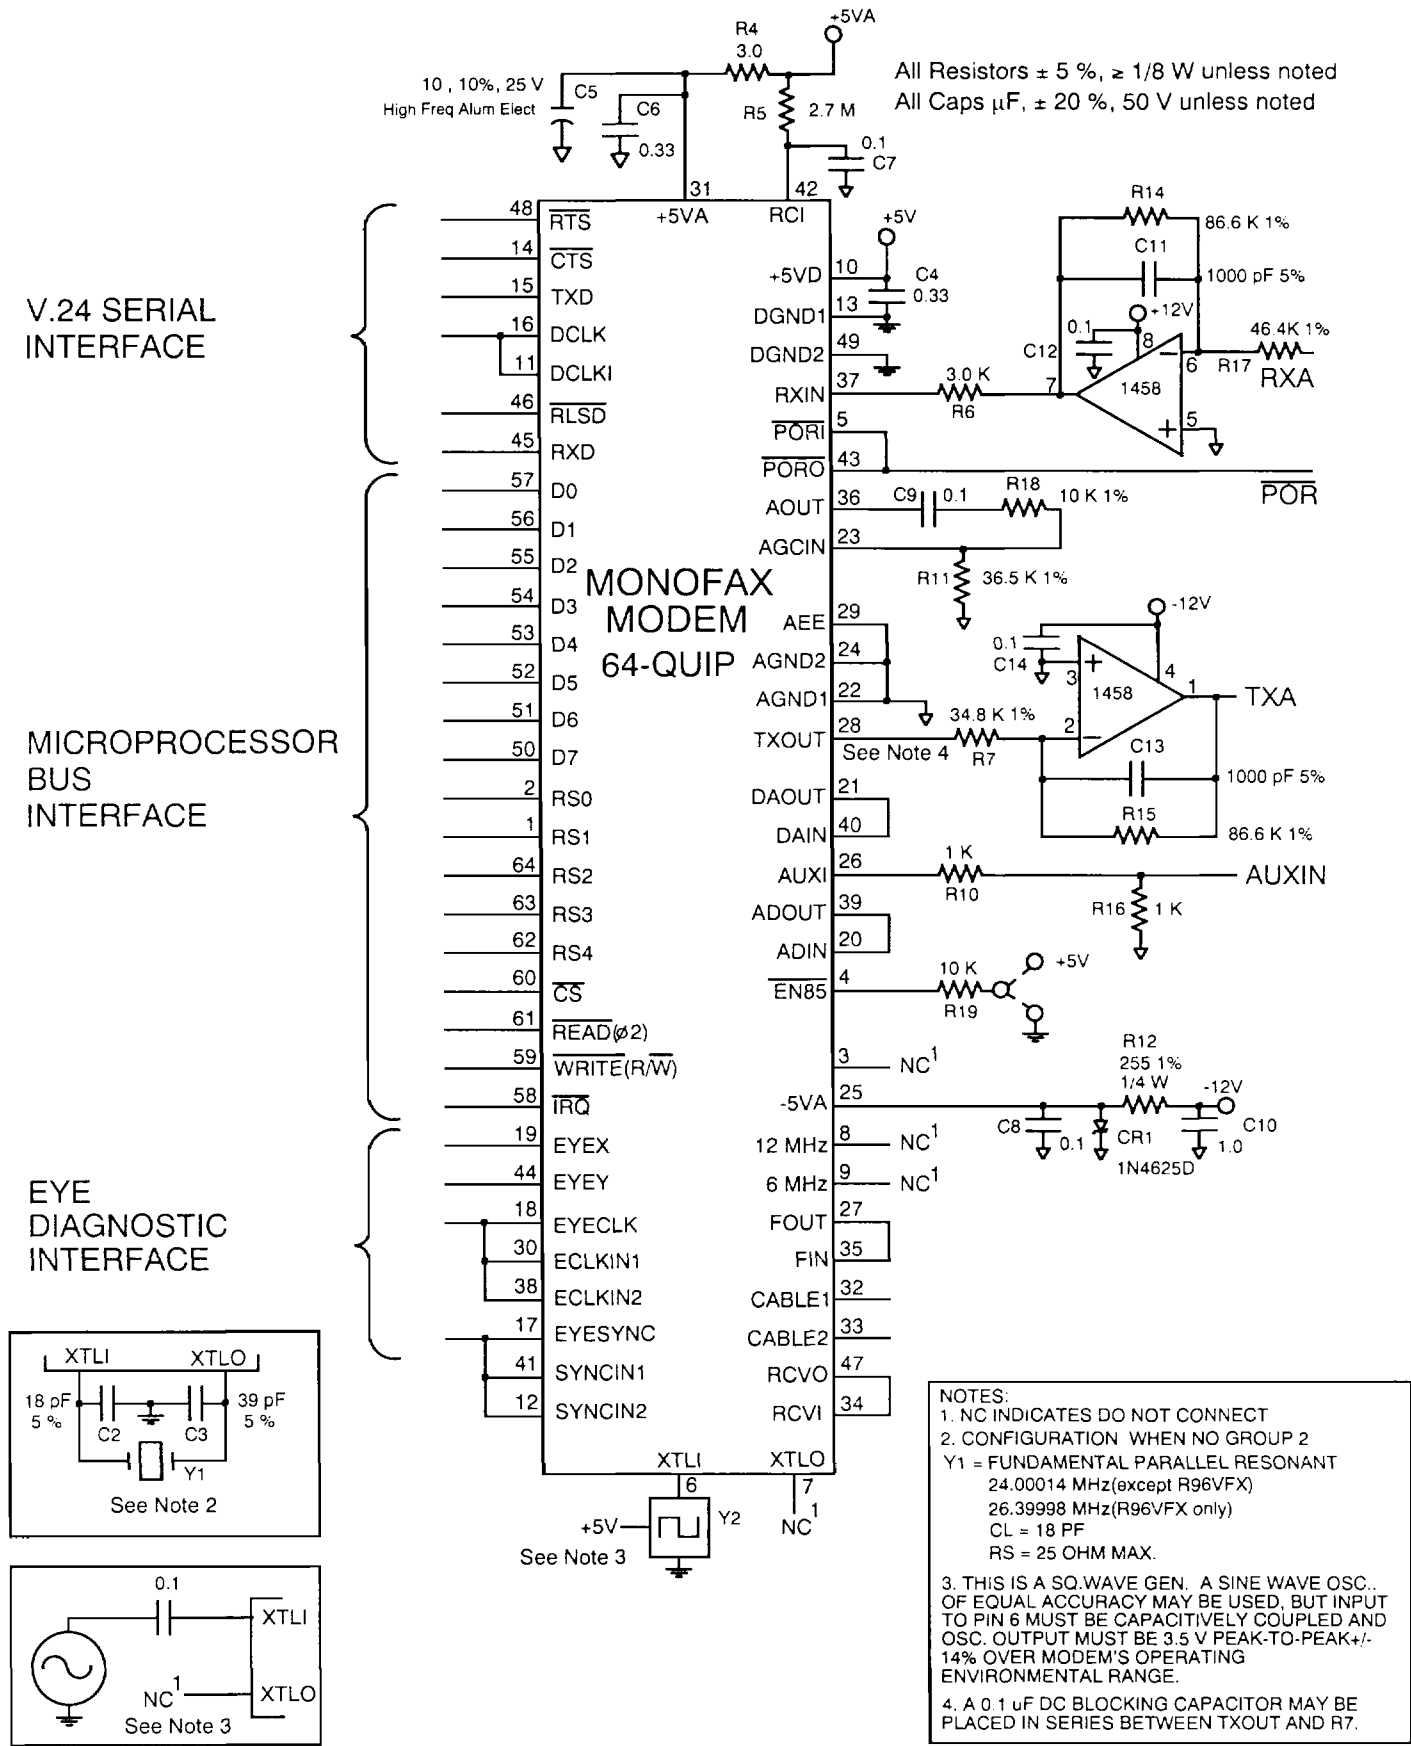 +5VA
R4
3.0
10 , 10%, 25 V
High Freq Alum Elect
C5
C6
0.33
R5
2.7 M
0.1
C7
All Resistors ± 5 %, ≥ 1/8 W unless noted
All Caps µF, ± 20 %, 50 V unless noted
31
42
+5VA
RCI
V.24 SERIAL
INTERFACE
48 RTS
14 CTS
15 TXD
16 DCLK
11 DCLKI
46 RLSD
45 RXD
MICROPROCESSOR
BUS
INTERFACE
57 D0
56 D1
55 D2
54 D3
53 D4
52 D5
51 D6
50 D7
2 RS0
1 RS1
64 RS2
63 RS3
62 RS4
60 CS
61 READ(ø2)
59 WRITE(R/W)
58 IRQ
EYE
DIAGNOSTIC
INTERFACE
19 EYEX
44 EYEY
18 EYECLK
30 ECLKIN1
38 ECLKIN2
17 EYESYNC
41 SYNCIN1
12 SYNCIN2
MONOFAX
MODEM
64-QUIP
+5V
+5VD 10
C4
0.33
DGND1 13
DGND2 49
RXIN 37
3.0 K
R6
R14
86.6 K 1%
C11
1000 pF 5%
+12V
0.1
C12
8
6
7
5
1458
46.4K 1%
R17
RXA
PORI 5
PORO 43
POR
AOUT 36
C9 0.1
R18
10 K 1%
AGCIN 23
R11
36.5 K 1%
AEE 29
AGND2 24
AGND1 22
TXOUT 28
See Note 4
34.8 K 1%
R7
-12V
0.1
C14
3
4
1458
1
2
TXA
C13
1000 pF 5%
R15
86.6 K 1%
DAOUT 21
DAIN 40
AUXI 26
1 K
R10
AUXIN
R16
1 K
ADOUT 39
ADIN 20
EN85 4
10 K
R19
+5V
3 NC1
-5VA 25
R12
255 1%
1/4 W
-12V
C8
0.1
CR1
1N4625D
C10
1.0
12 MHz 8 NC1
6 MHz 9 NC1
FOUT 27
FIN 35
CABLE1 32
CABLE2 33
RCVO 47
RCVI 34
XTLI
XTLO
6
7
+5V
Y2
NC1
See Note 3
XTLI
XTLO
18 pF
5 %
39 pF
5 %
C2
C3
Y1
See Note 2
0.1
XTLI
NC1
XTLO
See Note 3
NOTES:
1. NC INDICATES DO NOT CONNECT
2. CONFIGURATION WHEN NO GROUP 2
Y1 = FUNDAMENTAL PARALLEL RESONANT
24.00014 MHz(except R96VFX)
26.39998 MHz(R96VFX only)
CL = 18 PF
RS = 25 OHM MAX.
3. THIS IS A SQ.WAVE GEN. A SINE WAVE OSC..
OF EQUAL ACCURACY MAY BE USED, BUT INPUT
TO PIN 6 MUST BE CAPACITIVELY COUPLED AND
OSC. OUTPUT MUST BE 3.5 V PEAK-TO-PEAK+/-
14% OVER MODEM'S OPERATING
ENVIRONMENTAL RANGE.
4. A 0.1 uF DC BLOCKING CAPACITOR MAY BE
PLACED IN SERIES BETWEEN TXOUT AND R7.